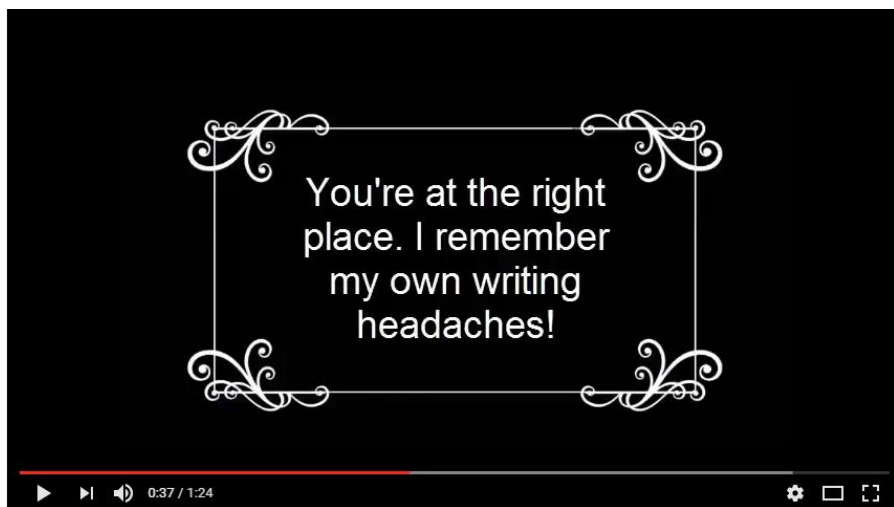 You're at the right
place. I remember
my own writing
headaches!
0:37 / 1:24